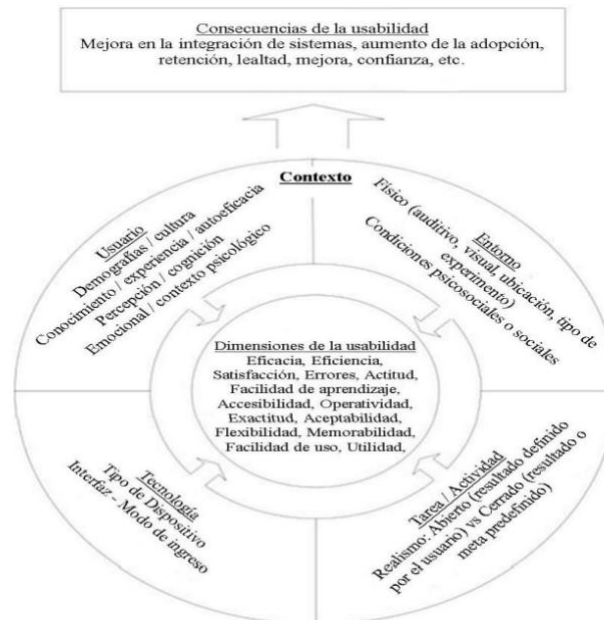 Consecuencias de la usabilidad
Mejora en la integración de sistemas, aumento de la adopción,
retención, lealtad, mejora, confianza, etc.
Contexto
Usuario
Demografías / cultura
Conocimiento / experiencia / autoeficacia
Percepción / cognición
Emocional / contexto psicológico
Entorno
Físico (auditivo, visual, ubicación, tipo de
experimento)
Condiciones psicosociales o sociales
Dimensiones de la usabilidad
Eficacia, Eficiencia,
Satisfacción, Errores, Actitud,
Facilidad de aprendizaje,
Accesibilidad, Operatividad,
Exactitud, Aceptabilidad,
Flexibilidad, Memorabilidad,
Facilidad de uso, Utilidad,
Tecnología
Tipo de Dispositivo
Interfaz - Modo de ingreso
Tarea / Actividad
Realismo: Abierto (resultado definido
por el usuario) vs Cerrado (resultado o
meta predefinido)